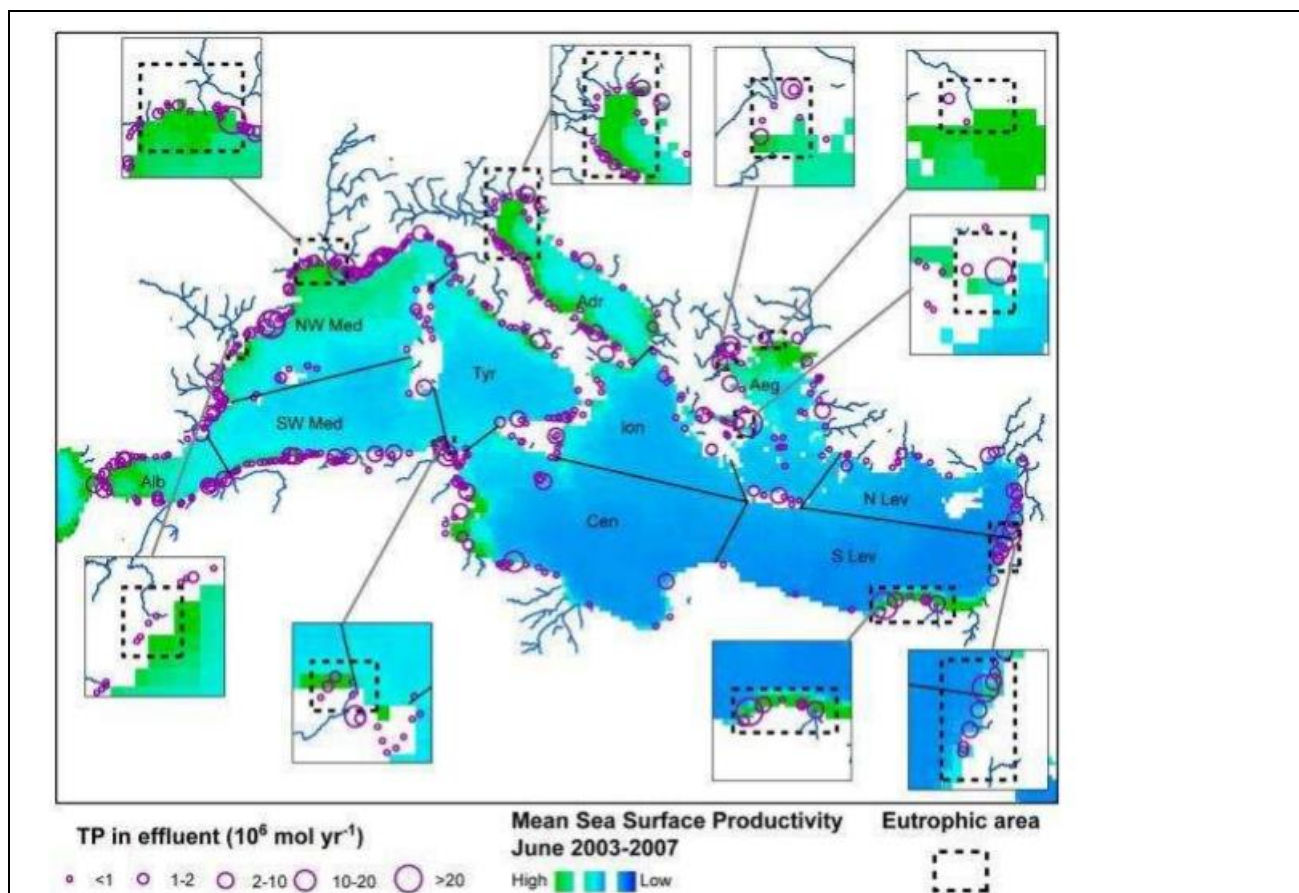 Adr
NW Med
Aeg
Tyr
SW Med
Ion
Alb
N Lev
Cen
S Lev
TP in effluent (10⁶ mol yr⁻¹)
<1 1-2 2-10 10-20 >20
Mean Sea Surface Productivity
June 2003-2007
High Low
Eutrophic area